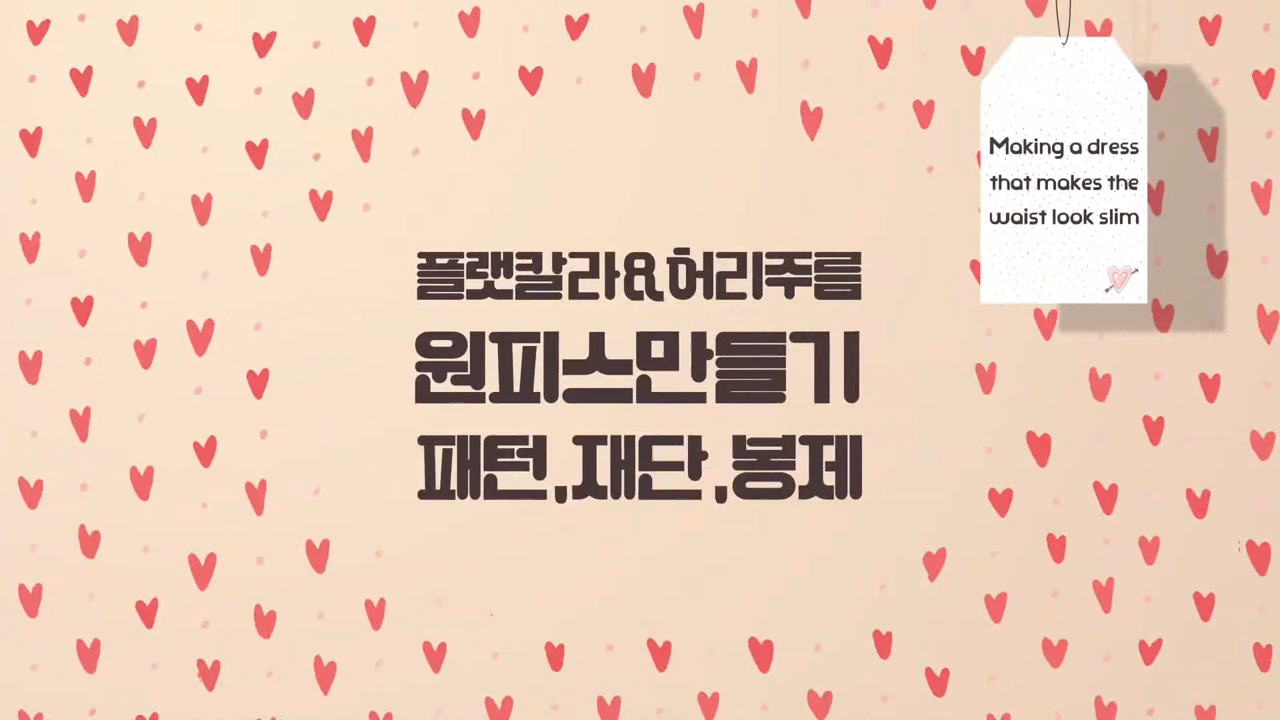 플랫칼라&허리주름
원피스만들기
패턴,재단,봉제
Making a dress
that makes the
waist look slim